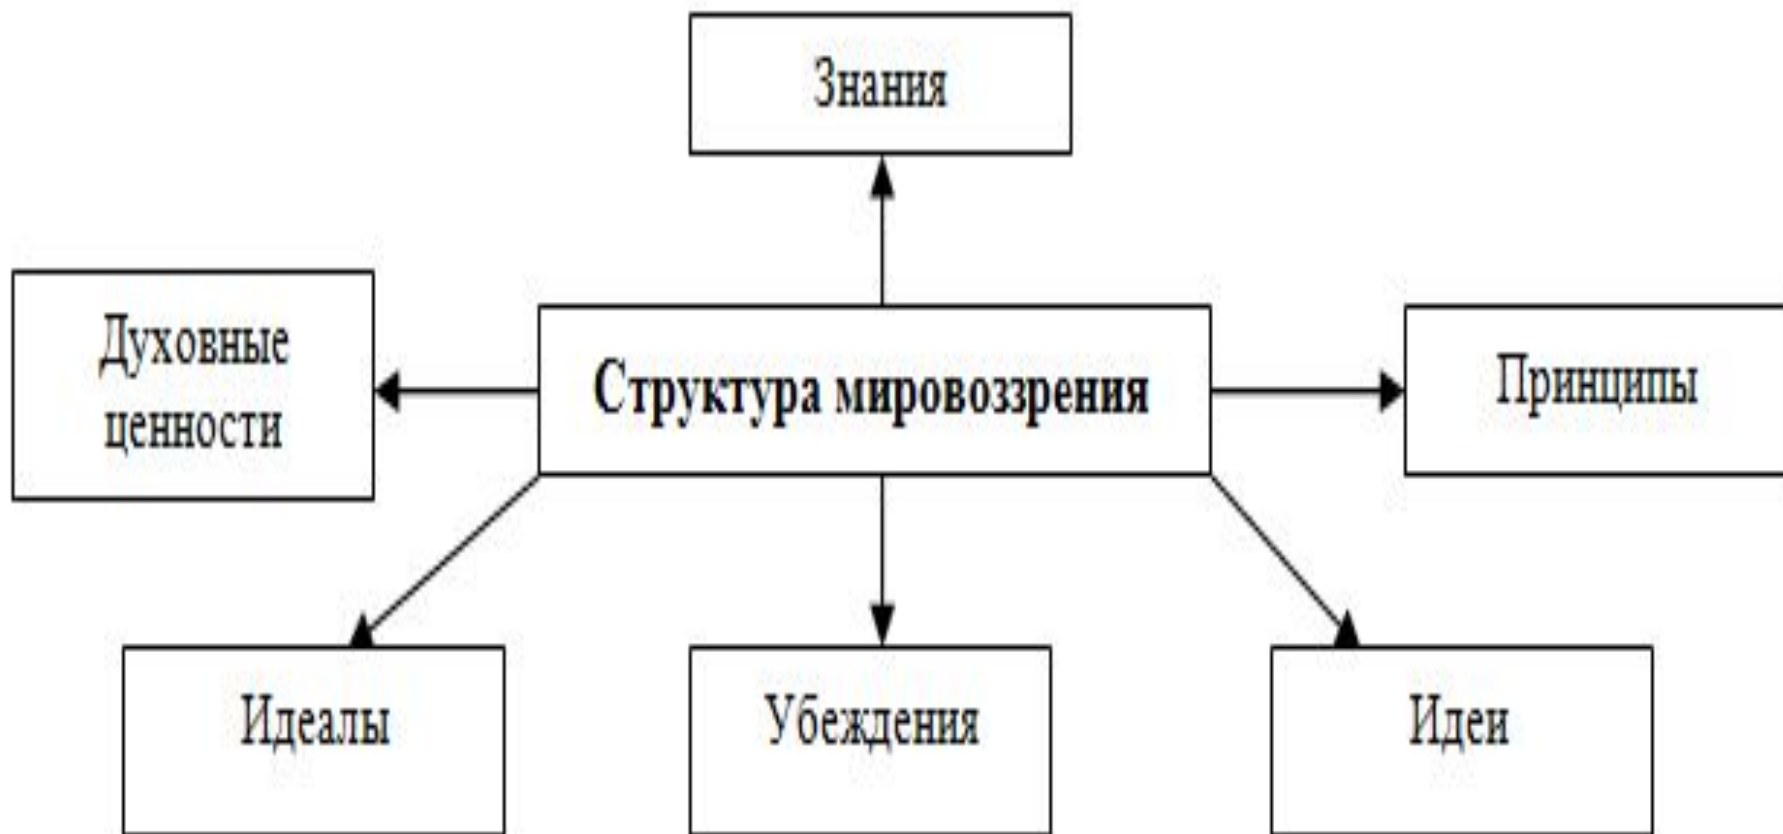 Знания
Духовные
ценности
Структура мировоззрения
Принципы
Идеалы
Убеждения
Идеи